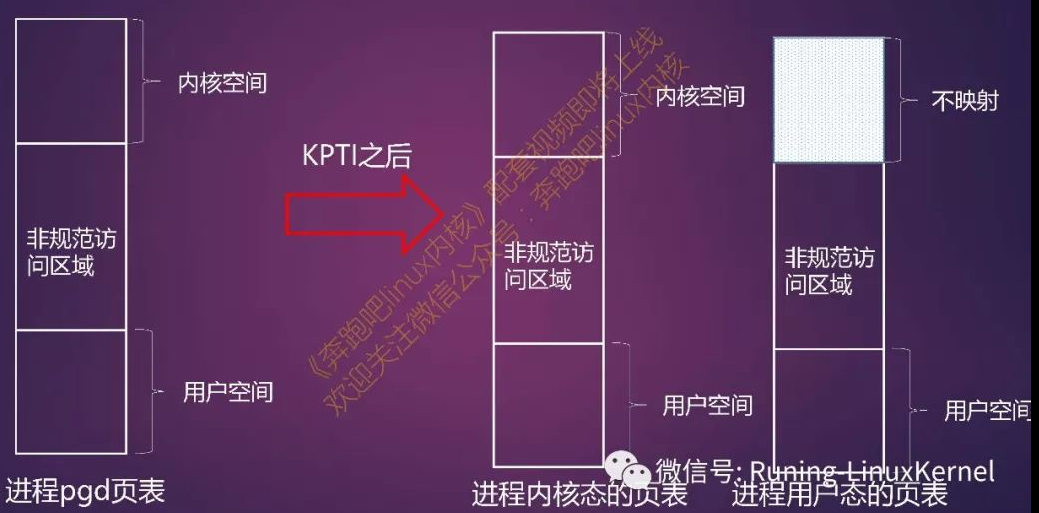 内核空间
非规范访
问区域
用户空间
进程pgd页表
KPTI之后
内核空间
非规范访
问区域
用户空间
进程内核态的页表
不映射
非规范访
问区域
用户空间
进程用户态的页表
《奔跑吧linux内核》配套视频即将上线
欢迎关注微信公众号：奔跑吧linux内核
微信号: Runing-LinuxKernel